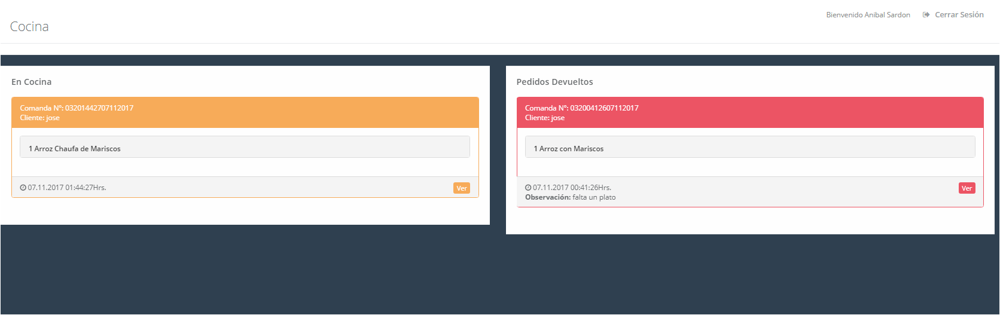 Bienvenido Anibal Sardon Cerrar Sesión
Cocina
En Cocina
Comanda Nº: 03201442707112017
Cliente: jose
1 Arroz Chaufa de Mariscos
07.11.2017 01:44:27Hrs. Ver
Pedidos Devueltos
Comanda Nº: 03200412607112017
Cliente: jose
1 Arroz con Mariscos
07.11.2017 00:41:26Hrs. Ver
Observación: falta un plato